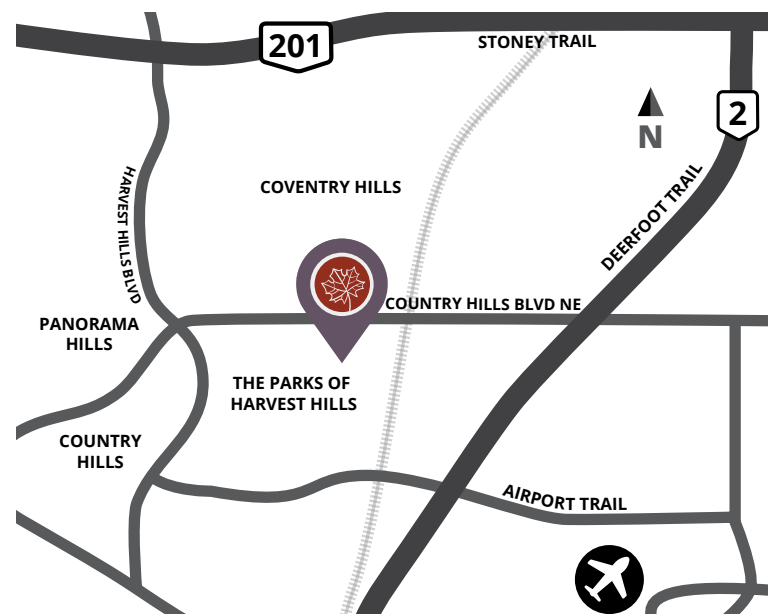 201
STONEY TRAIL
2
N
COVENTRY HILLS
HARVEST HILLS BLVD
DEERFOOT TRAIL
COUNTRY HILLS BLVD NE
PANORAMA
HILLS
THE PARKS OF
HARVEST HILLS
COUNTRY
HILLS
AIRPORT TRAIL